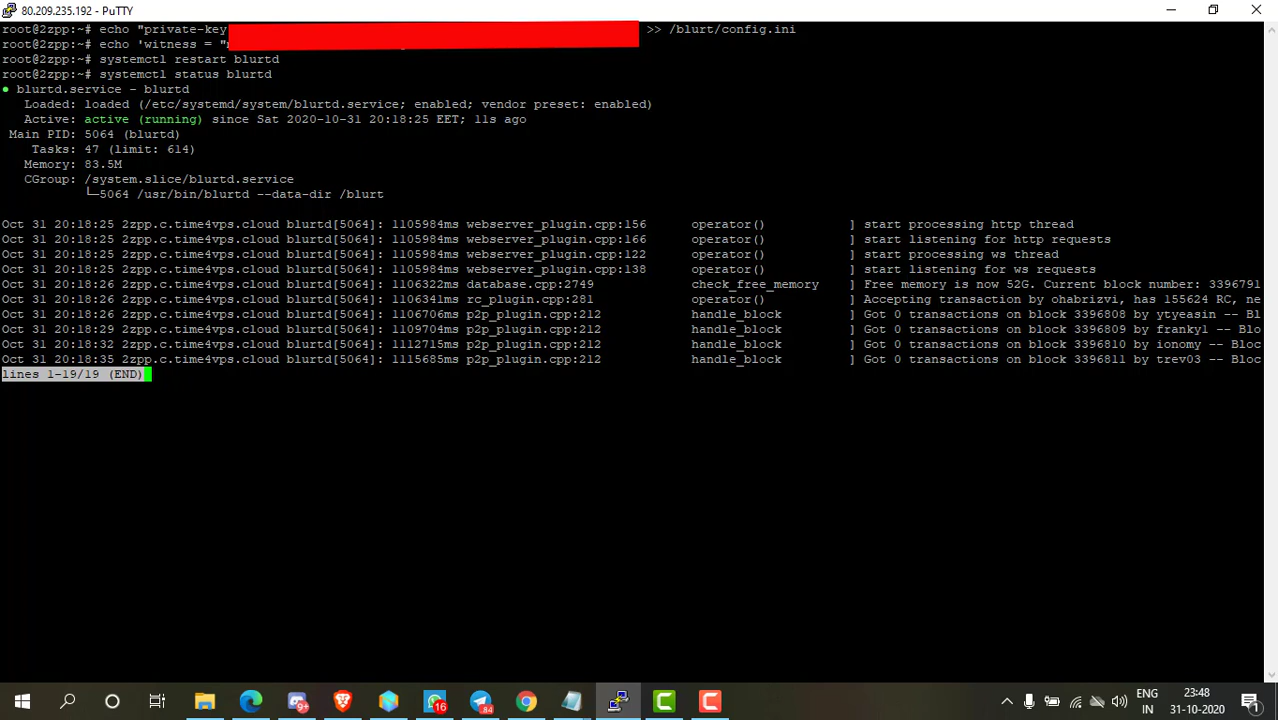 80.209.235.192 - PuTTY
root@2zpp:~# echo "private-key >> /blurt/config.ini
root@2zpp:~# echo 'witness = "
root@2zpp:~# systemctl restart blurtd
root@2zpp:~# systemctl status blurtd
● blurtd.service - blurtd
Loaded: loaded (/etc/systemd/system/blurtd.service; enabled; vendor preset: enabled)
Active: active (running) since Sat 2020-10-31 20:18:25 EET; 11s ago
Main PID: 5064 (blurtd)
Tasks: 47 (limit: 614)
Memory: 83.5M
CGroup: /system.slice/blurtd.service
└─5064 /usr/bin/blurtd --data-dir /blurt
Oct 31 20:18:25 2zpp.c.time4vps.cloud blurtd[5064]: 1105984ms webserver_plugin.cpp:156 operator() ] start processing http thread
Oct 31 20:18:25 2zpp.c.time4vps.cloud blurtd[5064]: 1105984ms webserver_plugin.cpp:166 operator() ] start listening for http requests
Oct 31 20:18:25 2zpp.c.time4vps.cloud blurtd[5064]: 1105984ms webserver_plugin.cpp:122 operator() ] start processing ws thread
Oct 31 20:18:25 2zpp.c.time4vps.cloud blurtd[5064]: 1105984ms webserver_plugin.cpp:138 operator() ] start listening for ws requests
Oct 31 20:18:26 2zpp.c.time4vps.cloud blurtd[5064]: 1106322ms database.cpp:2749 check_free_memory ] Free memory is now 52G. Current block number: 3396791
Oct 31 20:18:26 2zpp.c.time4vps.cloud blurtd[5064]: 1106341ms rc_plugin.cpp:281 operator() ] Accepting transaction by ohabrizvi, has 155624 RC, ne
Oct 31 20:18:26 2zpp.c.time4vps.cloud blurtd[5064]: 1106706ms p2p_plugin.cpp:212 handle_block ] Got 0 transactions on block 3396808 by ytyeasin -- Bl
Oct 31 20:18:29 2zpp.c.time4vps.cloud blurtd[5064]: 1109704ms p2p_plugin.cpp:212 handle_block ] Got 0 transactions on block 3396809 by frankyl -- Blo
Oct 31 20:18:32 2zpp.c.time4vps.cloud blurtd[5064]: 1112715ms p2p_plugin.cpp:212 handle_block ] Got 0 transactions on block 3396810 by ionomy -- Bloc
Oct 31 20:18:35 2zpp.c.time4vps.cloud blurtd[5064]: 1115685ms p2p_plugin.cpp:212 handle_block ] Got 0 transactions on block 3396811 by trev03 -- Bloc
lines 1-19/19 (END)
9+
16
84
ENG
IN
23:48
31-10-2020
1